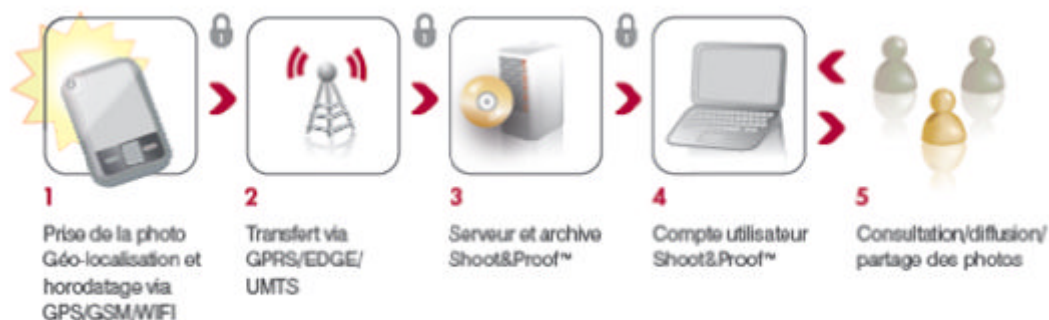 1
Prise de la photo
Géo-localisation et
horodatage via
GPS/GSM/WIFI
2
Transfert via
GPRS/EDGE/
UMTS
3
Serveur et archive
Shoot&Proof™
4
Compte utilisateur
Shoot&Proof™
5
Consultation/diffusion/
partage des photos